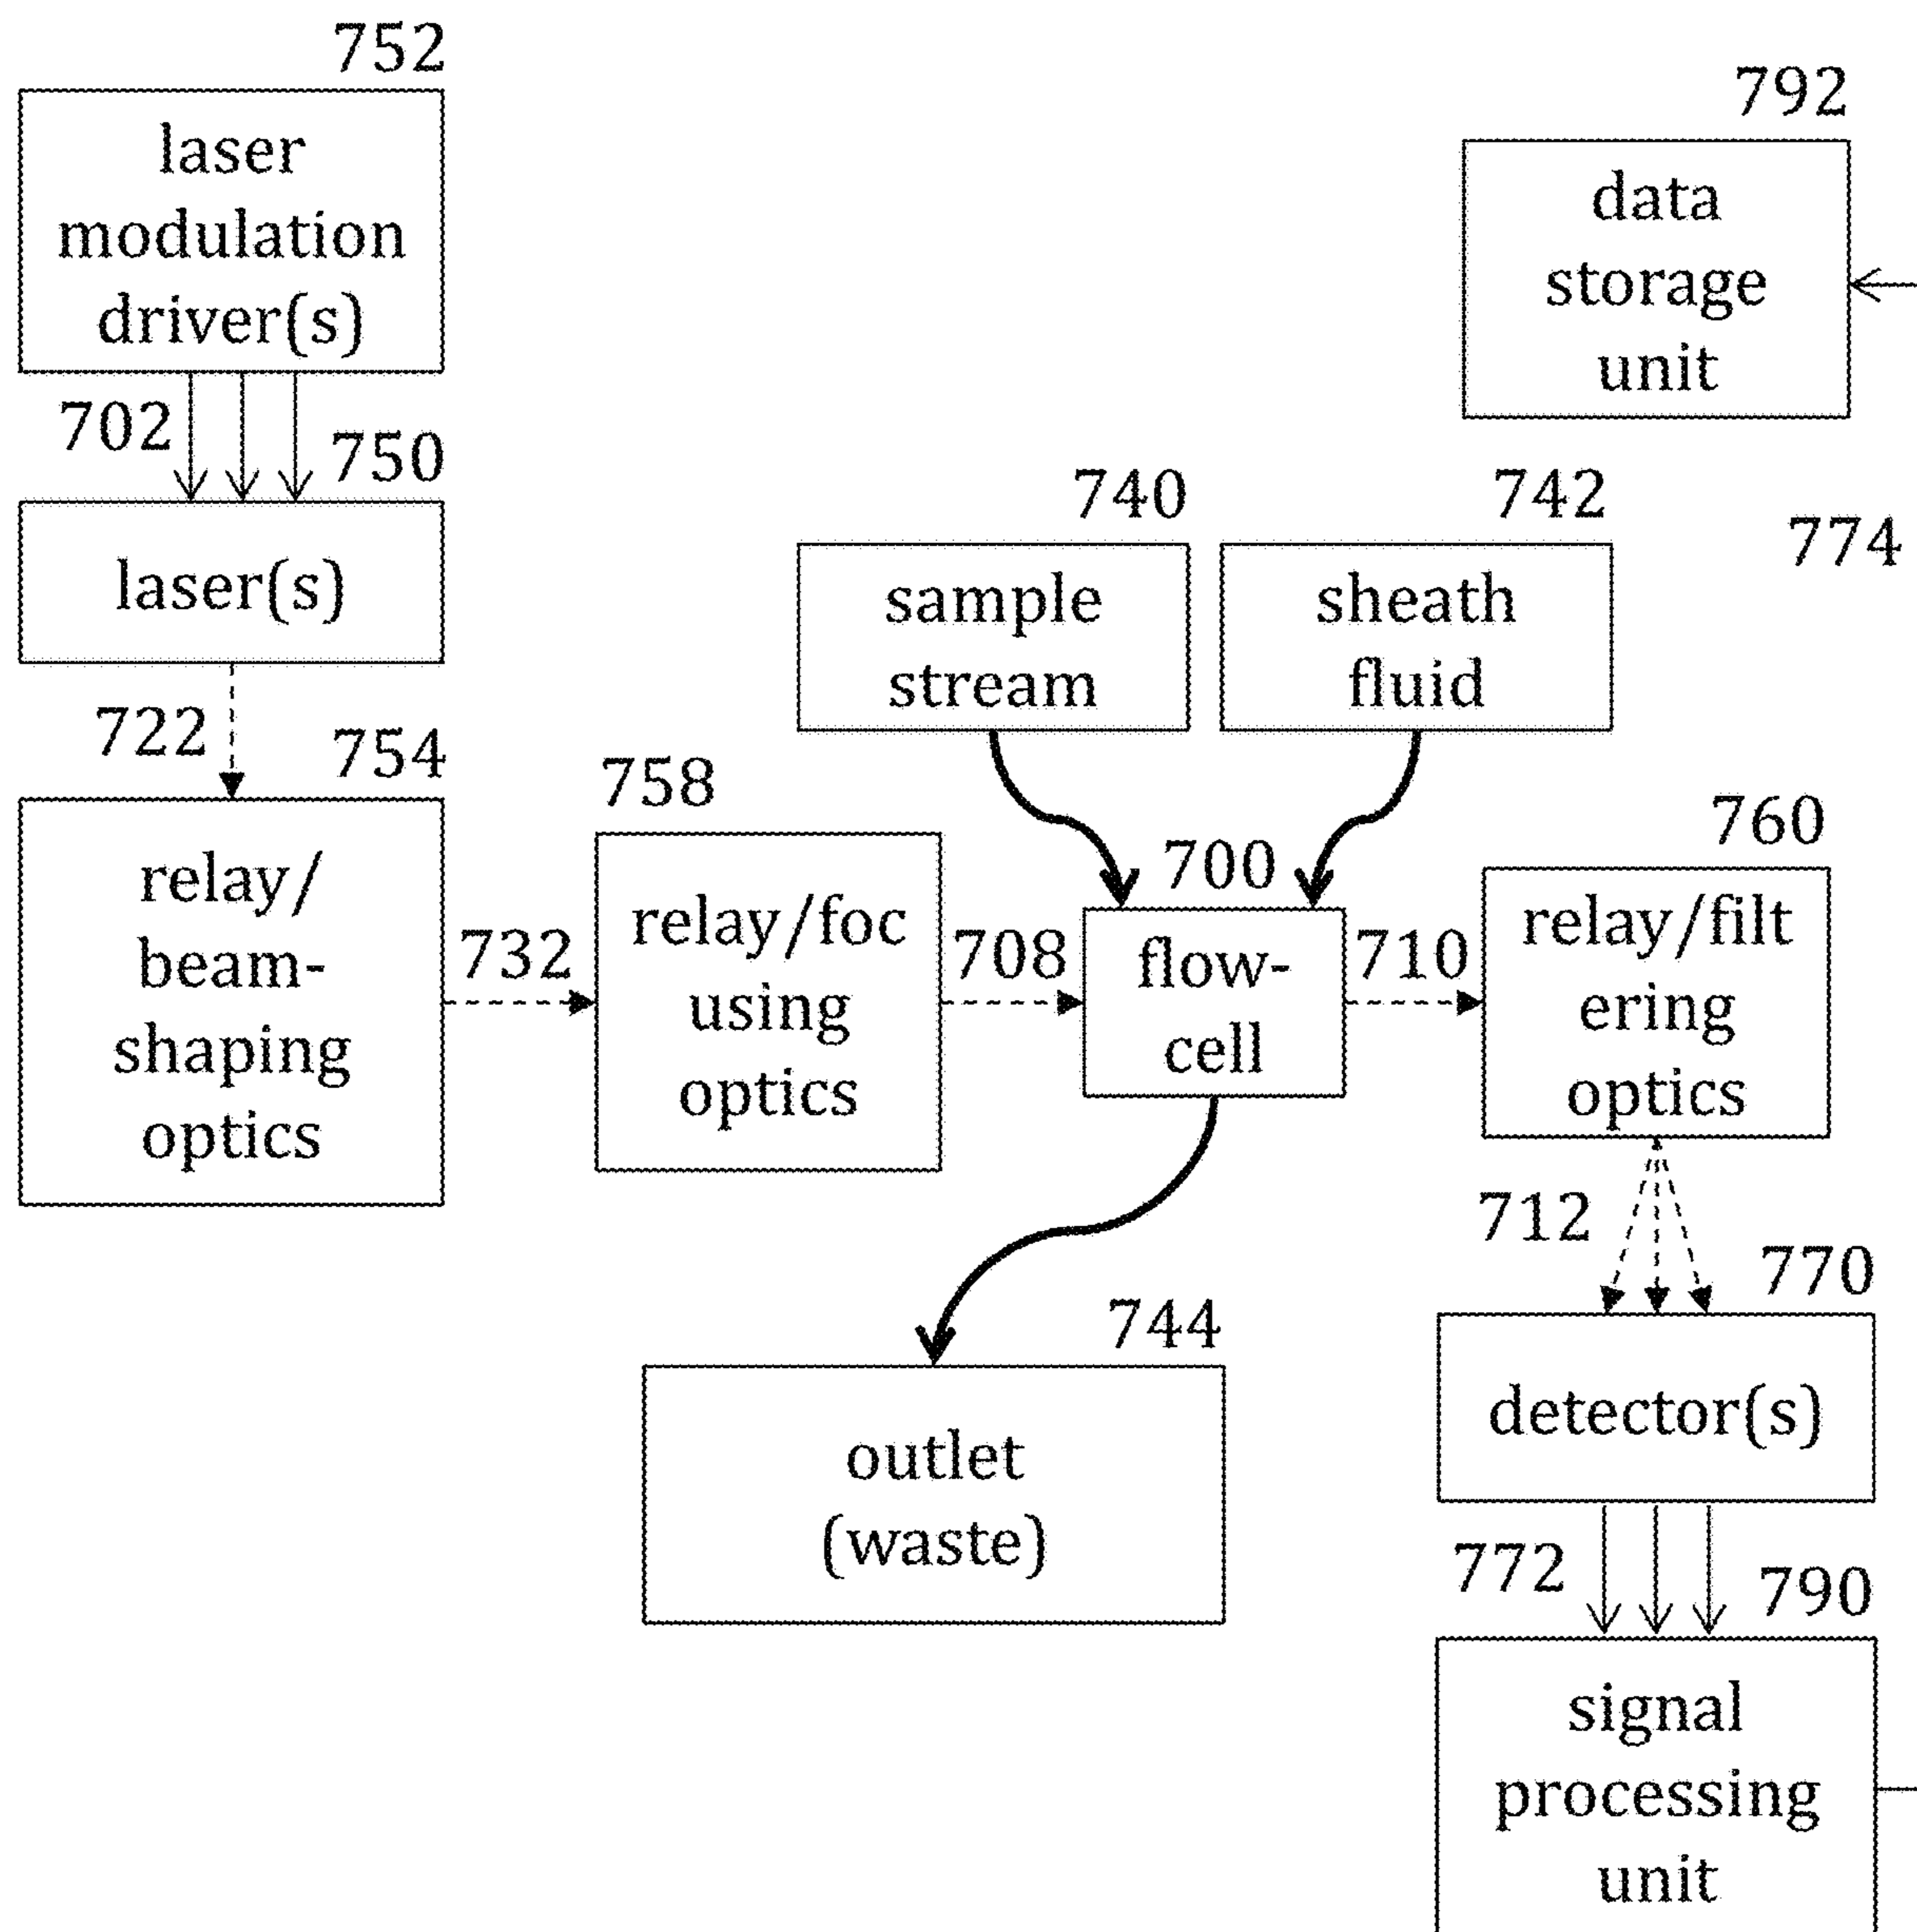 752
laser
modulation
driver(s)
702
750
laser(s)
722
754
relay/
beam-
shaping
optics
732
758
relay/foc
using
optics
708
740
sample
stream
742
sheath
fluid
700
flow-
cell
710
744
outlet
(waste)
760
relay/filt
ering
optics
712
770
detector(s)
772
790
signal
processing
unit
774
792
data
storage
unit